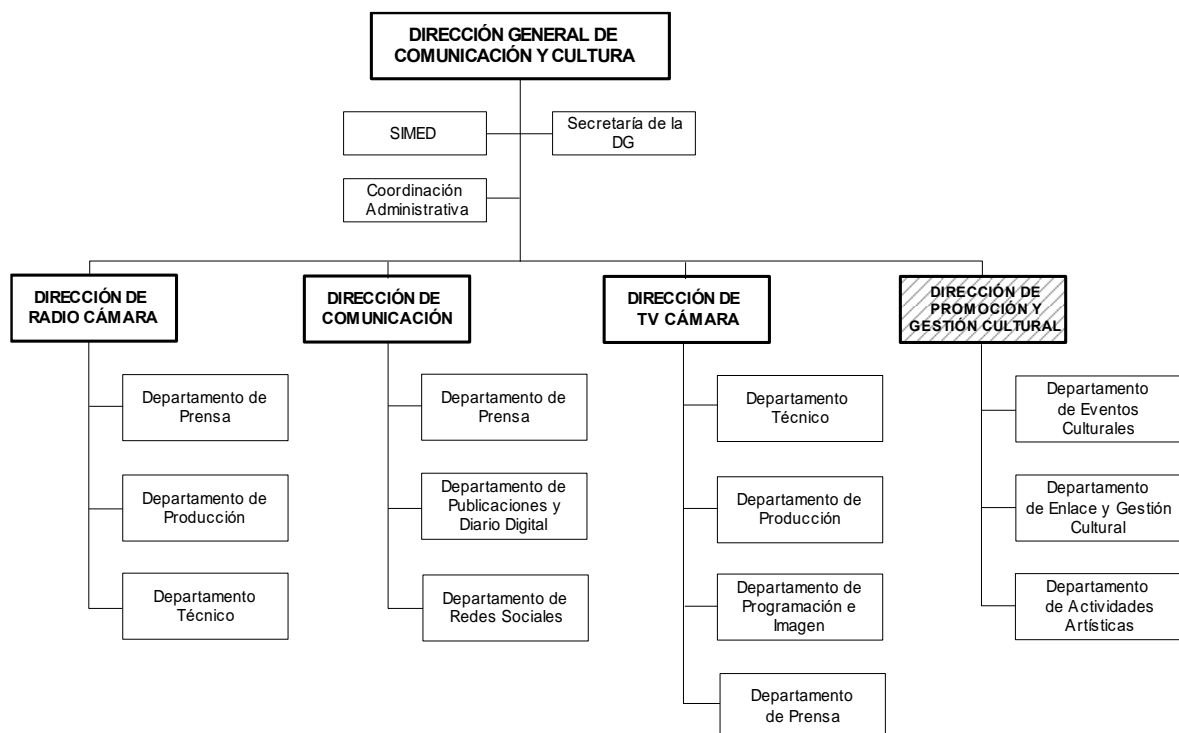 DIRECCIÓN GENERAL DE
COMUNICACIÓN Y CULTURA
SIMED
Secretaría de la
DG
Coordinación
Administrativa
DIRECCIÓN DE
RADIO CÁMARA
DIRECCIÓN DE
COMUNICACIÓN
DIRECCIÓN DE
TV CÁMARA
DIRECCIÓN DE
PROMOCIÓN Y
GESTIÓN CULTURAL
Departamento de
Prensa
Departamento de
Producción
Departamento
Técnico
Departamento de
Prensa
Departamento de
Publicaciones y
Diario Digital
Departamento de
Redes Sociales
Departamento
Técnico
Departamento de
Producción
Departamento de
Programación e
Imagen
Departamento
de Prensa
Departamento
de Eventos
Culturales
Departamento
de Enlace y Gestión
Cultural
Departamento
de Actividades
Artísticas